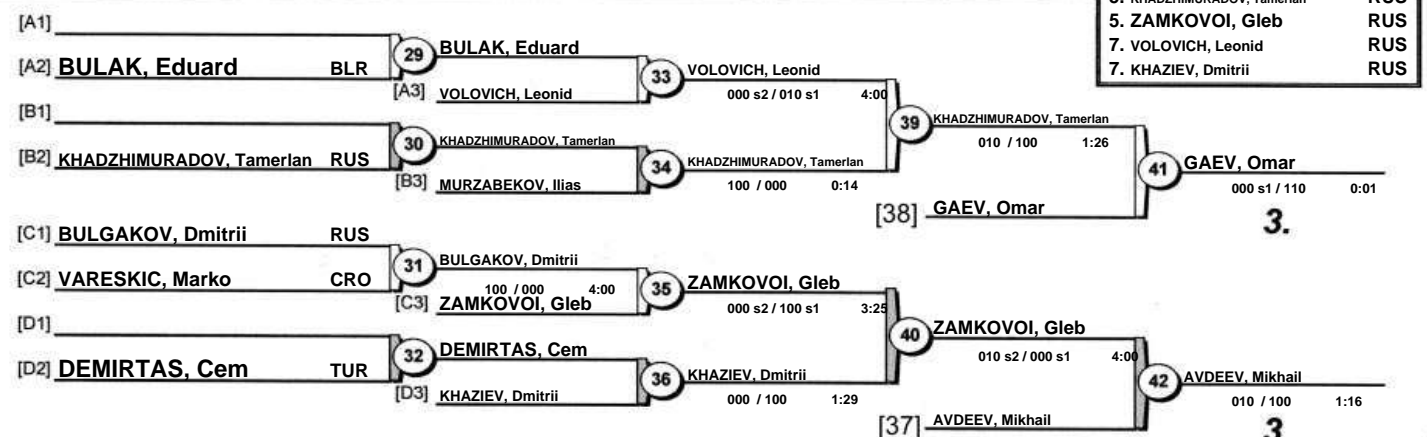 5. KHADZHIMURADOV, Tamerlan RUS
5. ZAMKOVOI, Gleb RUS
7. VOLOVICH, Leonid RUS
7. KHAZIEV, Dmitrii RUS
[A1]
[A2] BULAK, Eduard BLR
29
BULAK, Eduard
[A3] VOLOVICH, Leonid
33
VOLOVICH, Leonid
000 s2 / 010 s1 4:00
[B1]
[B2] KHADZHIMURADOV, Tamerlan RUS
30
KHADZHIMURADOV, Tamerlan
[B3] MURZABEKOV, Ilias
34
KHADZHIMURADOV, Tamerlan
100 / 000 0:14
39
KHADZHIMURADOV, Tamerlan
010 / 100 1:26
[38] GAEV, Omar
41
GAEV, Omar
000 s1 / 110 0:01
3.
[C1] BULGAKOV, Dmitrii RUS
[C2] VARESKIC, Marko CRO
31
BULGAKOV, Dmitrii
100 / 000 4:00
[C3] ZAMKOVOI, Gleb
35
ZAMKOVOI, Gleb
000 s2 / 100 s1 3:25
[D1]
[D2] DEMIRTAS, Cem TUR
32
DEMIRTAS, Cem
[D3] KHAZIEV, Dmitrii
36
KHAZIEV, Dmitrii
000 / 100 1:29
40
ZAMKOVOI, Gleb
010 s2 / 000 s1 4:00
[37] AVDEEV, Mikhail
42
AVDEEV, Mikhail
010 / 100 1:16
3